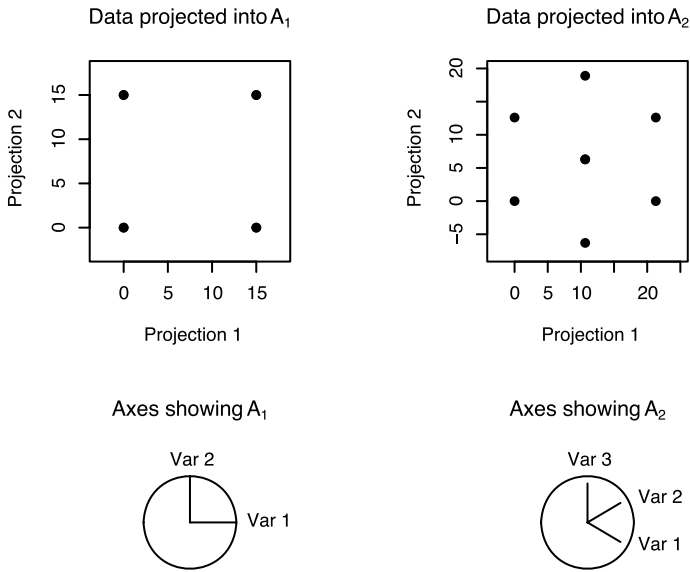 Data projected into A₁
Projection 2
15
10
5
0
0 5 10 15
Projection 1
Data projected into A₂
Projection 2
20
10
5
0
−5
0 5 10 20
Projection 1
Axes showing A₁
Var 2
Var 1
Axes showing A₂
Var 3
Var 2
Var 1